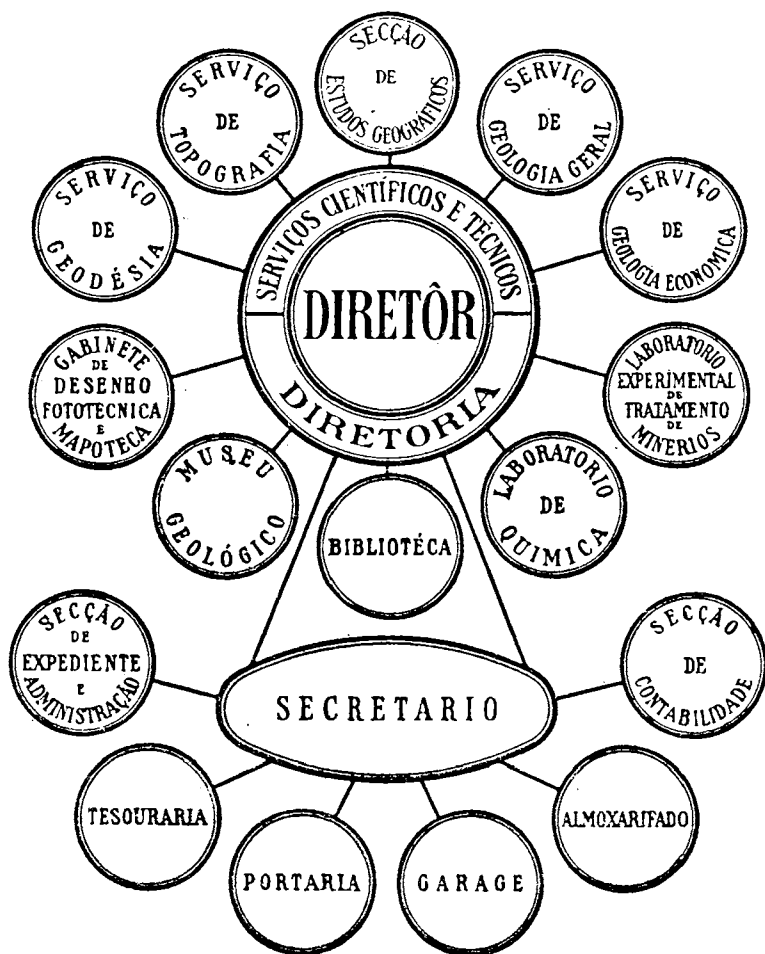 SECÇÃO
DE
ESTUDOS GEOGRÁFICOS
SERVIÇO
DE
TOPOGRAFIA
SERVIÇO
DE
GEOLOGIA GERAL
SERVIÇO
DE
GEODÉSIA
SERVIÇO
DE
GEOLOGIA ECONOMICA
SERVIÇOS CIENTÍFICOS E TÉCNICOS
DIRETÔR
DIRETORIA
GABINETE
DE
DESENHO
FOTOTECNICA
E
MAPOTECA
LABORATORIO
EXPERIMENTAL
DE
TRATAMENTO
DE
MINERIOS
MUSEU
GEOLÓGICO
BIBLIOTÉCA
LABORATORIO
DE
QUIMICA
SECÇÃO
DE
EXPEDIENTE
E
ADMINISTRAÇÃO
SECRETARIO
SECÇÃO
DE
CONTABILIDADE
TESOURARIA
PORTARIA
GARAGE
ALMOXARIFADO